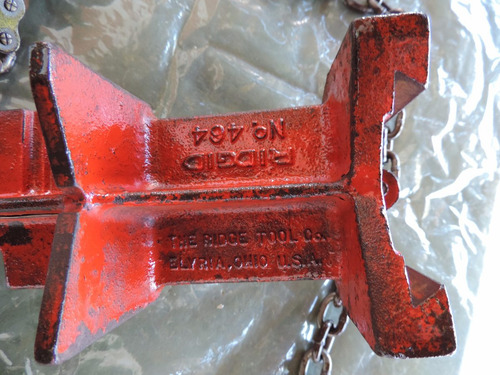 RIDGID
No. 464
THE RIDGE TOOL Co.
ELYRIA, OHIO U.S.A.